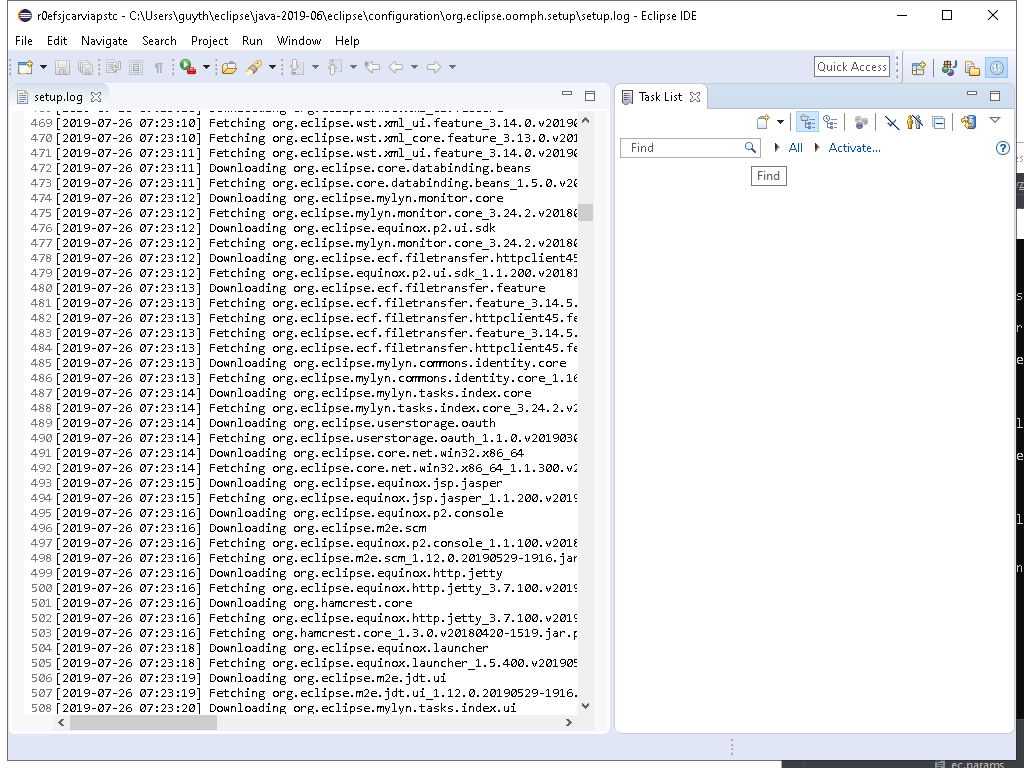 r0efsjcarviapstc - C:\Users\guyth\eclipse\java-2019-06\eclipse\configuration\org.eclipse.oomph.setup\setup.log - Eclipse IDE
File Edit Navigate Search Project Run Window Help
Quick Access
setup.log
Task List
469 [2019-07-26 07:23:10] Fetching org.eclipse.wst.xml_ui.feature_3.14.0.v2019
470 [2019-07-26 07:23:10] Fetching org.eclipse.wst.xml_core.feature_3.13.0.v201
471 [2019-07-26 07:23:11] Fetching org.eclipse.wst.xml_ui.feature_3.14.0.v2019
472 [2019-07-26 07:23:11] Downloading org.eclipse.core.databinding.beans
473 [2019-07-26 07:23:11] Fetching org.eclipse.core.databinding.beans_1.5.0.v20
474 [2019-07-26 07:23:12] Downloading org.eclipse.mylyn.monitor.core
475 [2019-07-26 07:23:12] Fetching org.eclipse.mylyn.monitor.core_3.24.2.v20180
476 [2019-07-26 07:23:12] Downloading org.eclipse.equinox.p2.ui.sdk
477 [2019-07-26 07:23:12] Fetching org.eclipse.mylyn.monitor.core_3.24.2.v20180
478 [2019-07-26 07:23:12] Downloading org.eclipse.ecf.filetransfer.httpclient45
479 [2019-07-26 07:23:12] Fetching org.eclipse.equinox.p2.ui.sdk_1.1.200.v20181
480 [2019-07-26 07:23:13] Downloading org.eclipse.ecf.filetransfer.feature
481 [2019-07-26 07:23:13] Fetching org.eclipse.ecf.filetransfer.feature_3.14.5.
482 [2019-07-26 07:23:13] Fetching org.eclipse.ecf.filetransfer.httpclient45.fe
483 [2019-07-26 07:23:13] Fetching org.eclipse.ecf.filetransfer.feature_3.14.5.
484 [2019-07-26 07:23:13] Fetching org.eclipse.ecf.filetransfer.httpclient45.fe
485 [2019-07-26 07:23:13] Downloading org.eclipse.mylyn.commons.identity.core
486 [2019-07-26 07:23:13] Fetching org.eclipse.mylyn.commons.identity.core_1.16
487 [2019-07-26 07:23:14] Downloading org.eclipse.mylyn.tasks.index.core
488 [2019-07-26 07:23:14] Fetching org.eclipse.mylyn.tasks.index.core_3.24.2.v2
489 [2019-07-26 07:23:14] Downloading org.eclipse.userstorage.oauth
490 [2019-07-26 07:23:14] Fetching org.eclipse.userstorage.oauth_1.1.0.v201903
491 [2019-07-26 07:23:14] Downloading org.eclipse.core.net.win32.x86_64
492 [2019-07-26 07:23:14] Fetching org.eclipse.core.net.win32.x86_64_1.1.300.v2
493 [2019-07-26 07:23:15] Downloading org.eclipse.equinox.jsp.jasper
494 [2019-07-26 07:23:15] Fetching org.eclipse.equinox.jsp.jasper_1.1.200.v2019
495 [2019-07-26 07:23:16] Downloading org.eclipse.equinox.p2.console
496 [2019-07-26 07:23:16] Downloading org.eclipse.m2e.scm
497 [2019-07-26 07:23:16] Fetching org.eclipse.equinox.p2.console_1.1.100.v2018
498 [2019-07-26 07:23:16] Fetching org.eclipse.m2e.scm_1.12.0.20190529-1916.jar
499 [2019-07-26 07:23:16] Downloading org.eclipse.equinox.http.jetty
500 [2019-07-26 07:23:16] Fetching org.eclipse.equinox.http.jetty_3.7.100.v2019
501 [2019-07-26 07:23:16] Downloading org.hamcrest.core
502 [2019-07-26 07:23:16] Fetching org.eclipse.equinox.http.jetty_3.7.100.v2019
503 [2019-07-26 07:23:16] Fetching org.hamcrest.core_1.3.0.v20180420-1519.jar.p
504 [2019-07-26 07:23:18] Downloading org.eclipse.equinox.launcher
505 [2019-07-26 07:23:18] Fetching org.eclipse.equinox.launcher_1.5.400.v201905
506 [2019-07-26 07:23:19] Downloading org.eclipse.m2e.jdt.ui
507 [2019-07-26 07:23:19] Fetching org.eclipse.m2e.jdt.ui_1.12.0.20190529-1916.
508 [2019-07-26 07:23:20] Downloading org.eclipse.mylyn.tasks.index.ui
Find All Activate...
Find
ec.params